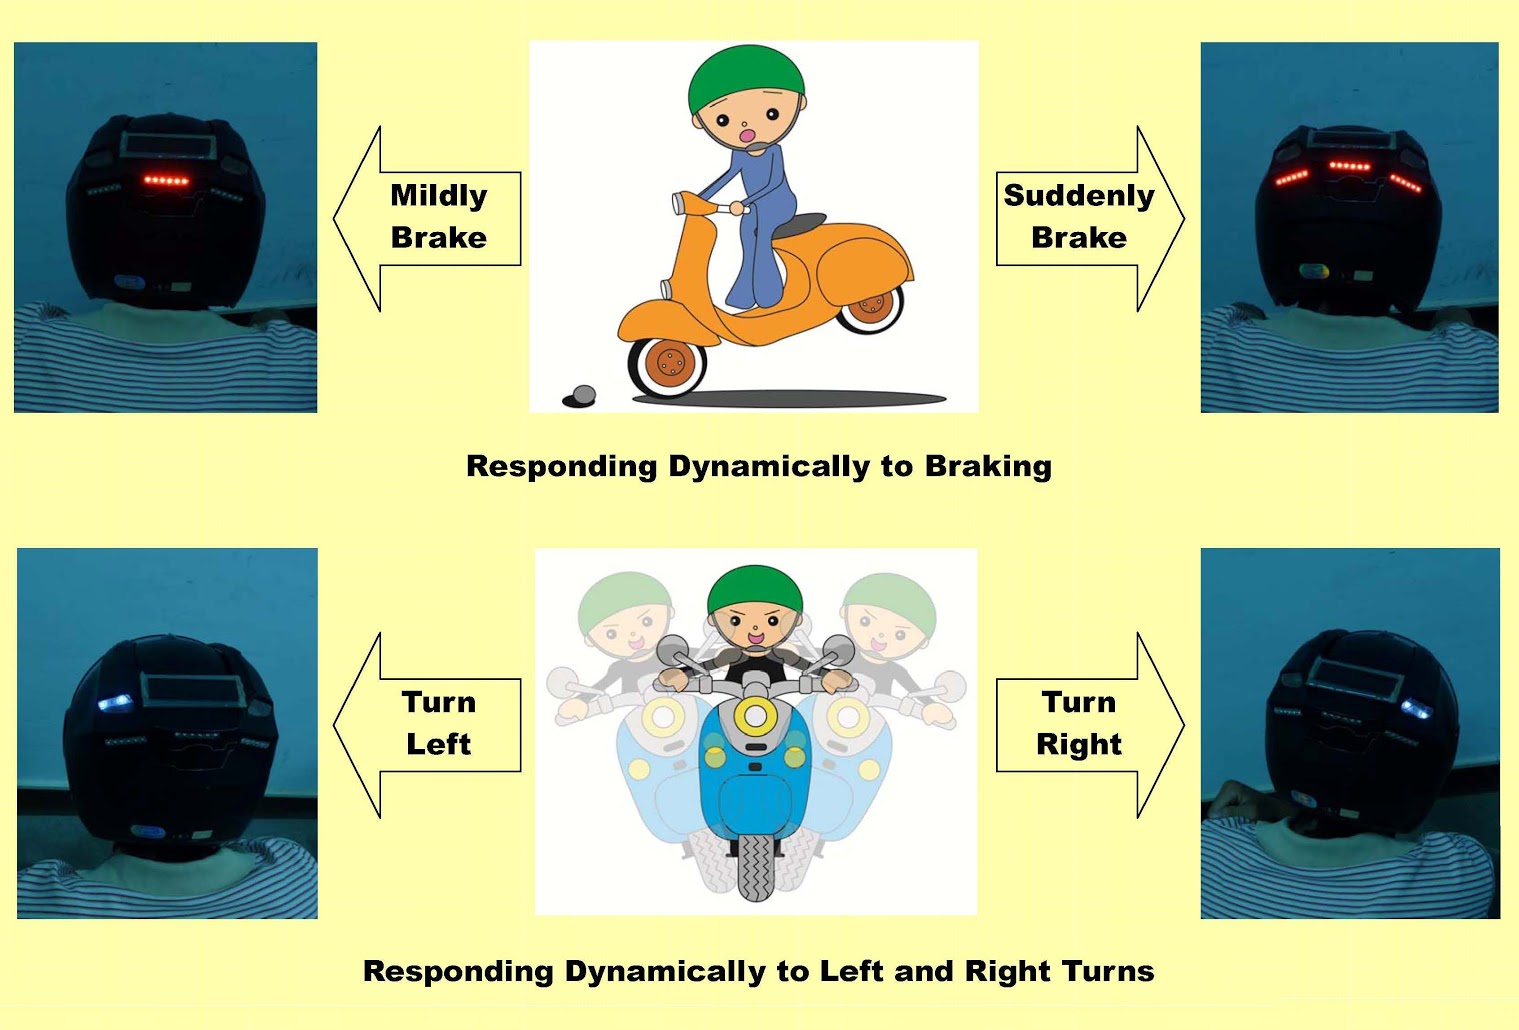 Mildly
Brake
Suddenly
Brake
Responding Dynamically to Braking
Turn
Left
Turn
Right
Responding Dynamically to Left and Right Turns